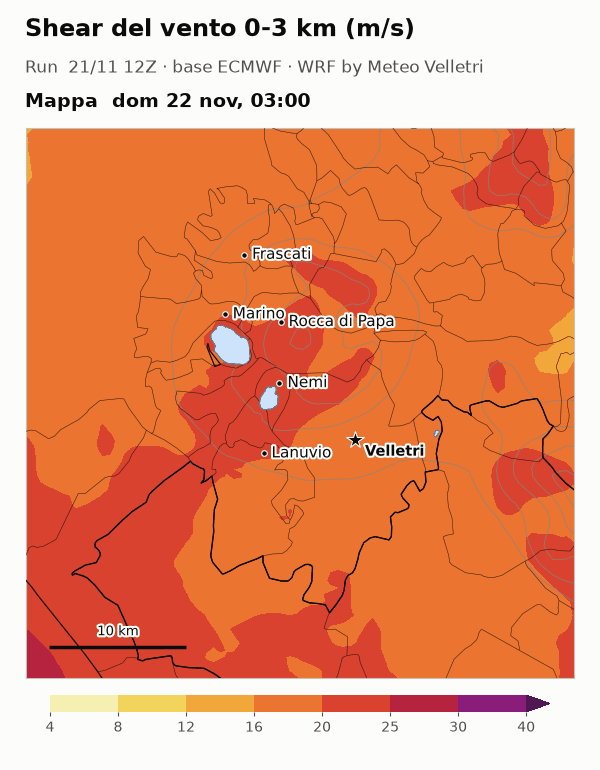 Shear del vento 0-3 km (m/s)
Run  21/11 12Z · base ECMWF · WRF by Meteo Velletri
Mappa  dom 22 nov, 03:00
Frascati
Marino
Rocca di Papa
Nemi
Velletri
Lanuvio
10 km
4 8 12 16 20 25 30 40